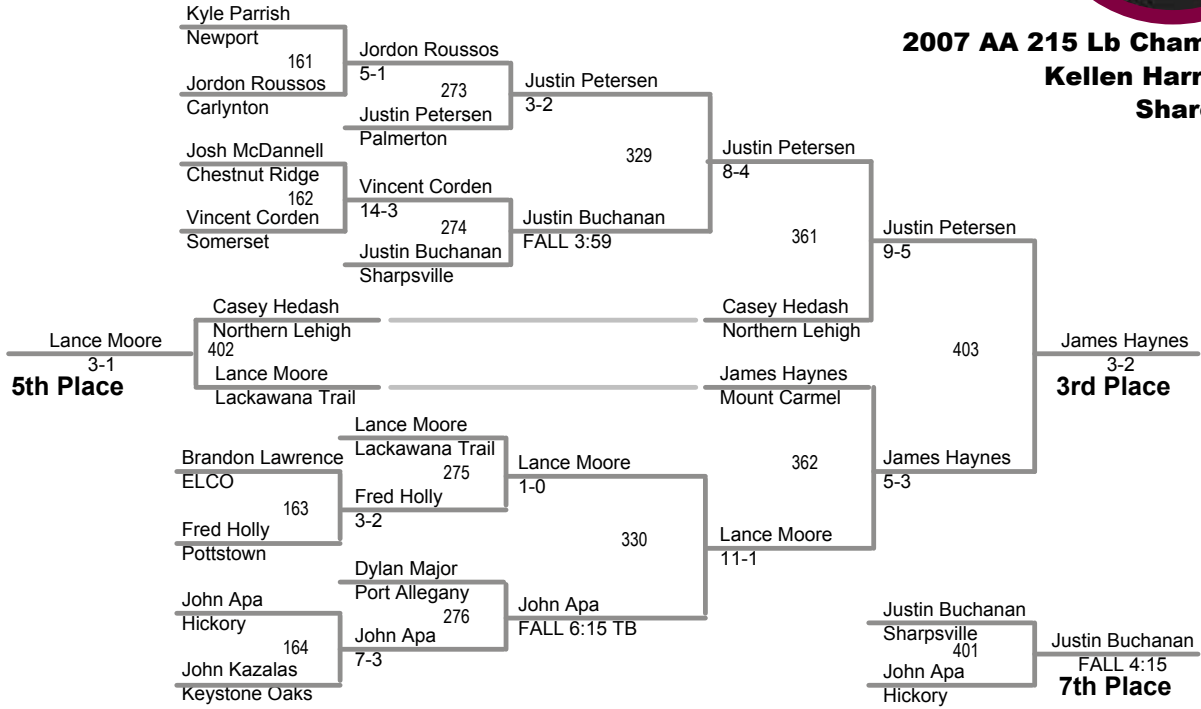 2007 AA 215 Lb
Kellen
Kyle Parrish
Newport
161
Jordon Roussos
Carlynton
Jordon Roussos
5-1
273
Justin Petersen
Palmerton
Justin Petersen
3-2
Josh McDannell
Chestnut Ridge
162
Vincent Corden
Somerset
Vincent Corden
14-3
274
Justin Buchanan
Sharpsville
Justin Buchanan
FALL 3:59
329
Justin Petersen
8-4
361
Casey Hedash
Northern Lehigh
Justin Petersen
9-5
Casey Hedash
Northern Lehigh
402
Lance Moore
Lackawana Trail
Lance Moore
3-1
5th Place
James Haynes
Mount Carmel
403
James Haynes
3-2
3rd Place
Lance Moore
Lackawana Trail
275
Brandon Lawrence
ELCO
163
Fred Holly
Pottstown
Fred Holly
3-2
Lance Moore
1-0
362
James Haynes
5-3
330
Lance Moore
11-1
Dylan Major
Port Allegany
276
John Apa
Hickory
164
John Kazalas
Keystone Oaks
John Apa
7-3
John Apa
FALL 6:15 TB
Justin Buchanan
Sharpsville
401
John Apa
Hickory
Justin Buchanan
FALL 4:15
7th Place